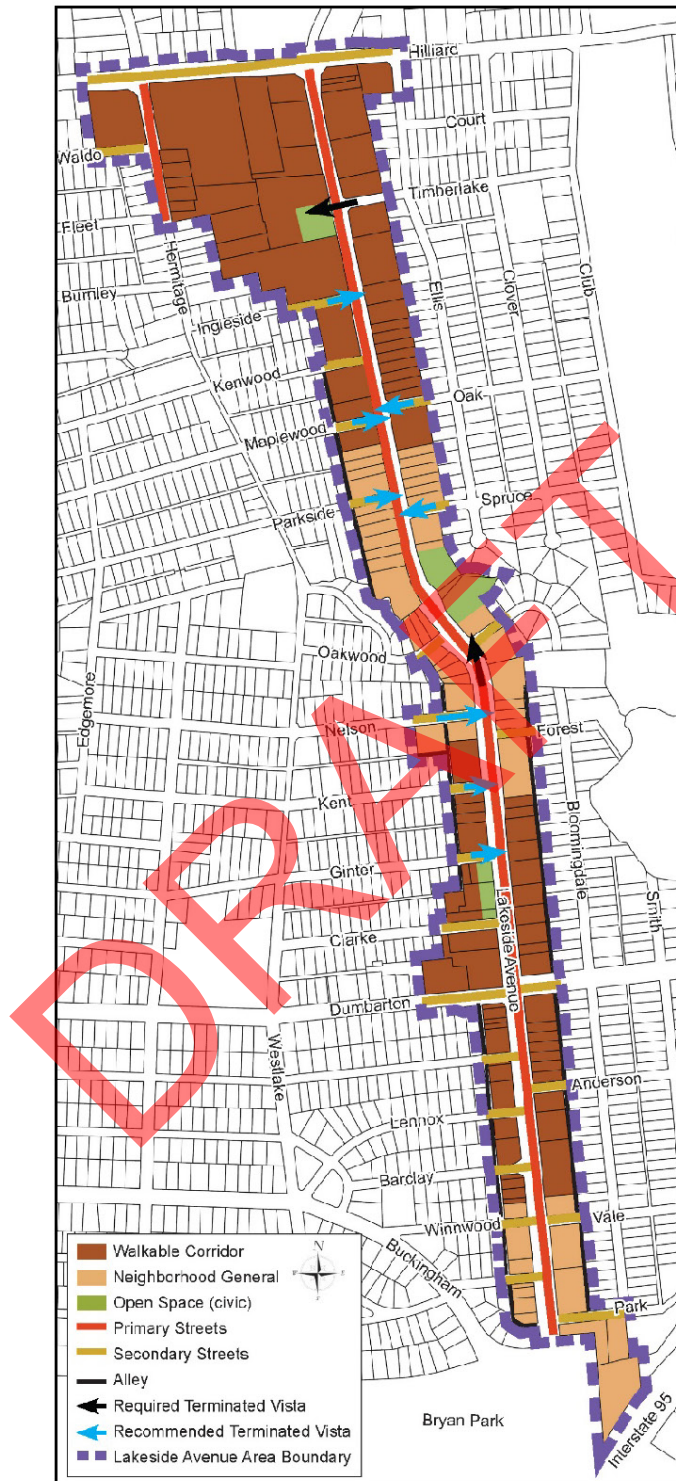 Hilliard
Court
Waldo
Timberlake
Fleet
Hermitage
Ellis
Clover
Club
Burnley
Ingleside
Kenwood
Oak
Maplewood
Spruce
Parkside
Oakwood
Edgemore
Nelson
Forest
Kent
Bloomingdale
Ginter
Smith
Lakeside Avenue
Clarke
Dumbarton
Westlake
Anderson
Lennox
Barclay
Winnwood
Vale
Buckingham
Park
Bryan Park
Interstate 95
DRAFT
N
Walkable Corridor
Neighborhood General
Open Space (civic)
Primary Streets
Secondary Streets
Alley
Required Terminated Vista
Recommended Terminated Vista
Lakeside Avenue Area Boundary